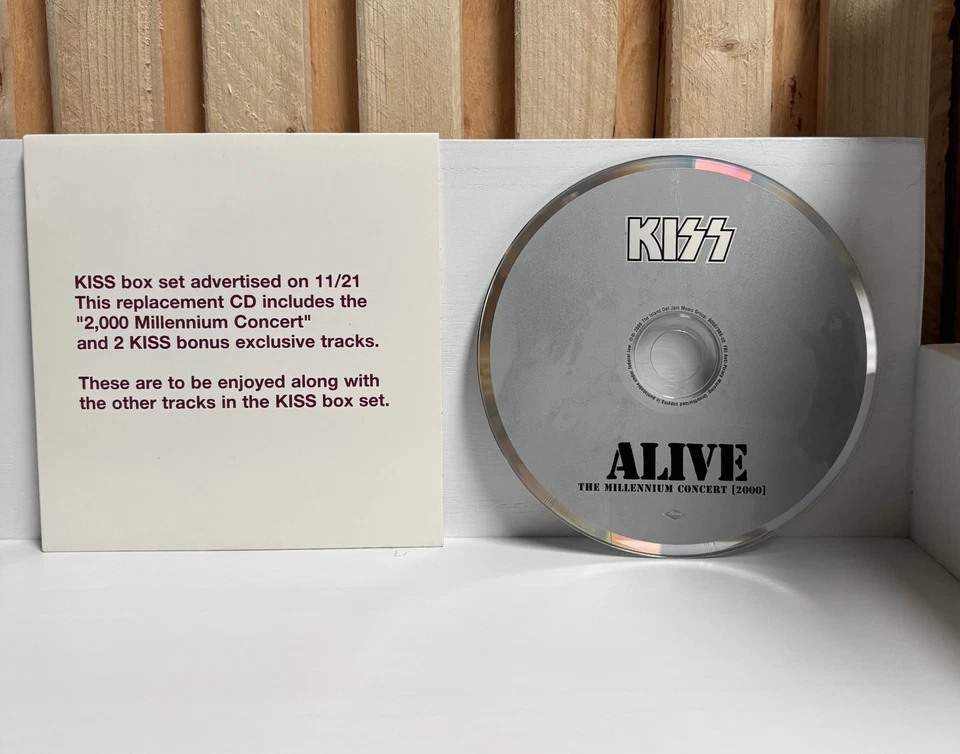 KISS box set advertised on 11/21
This replacement CD includes the
"2,000 Millennium Concert"
and 2 KISS bonus exclusive tracks.
These are to be enjoyed along with
the other tracks in the KISS box set.
KISS
ALIVE
THE MILLENNIUM CONCERT [2000]